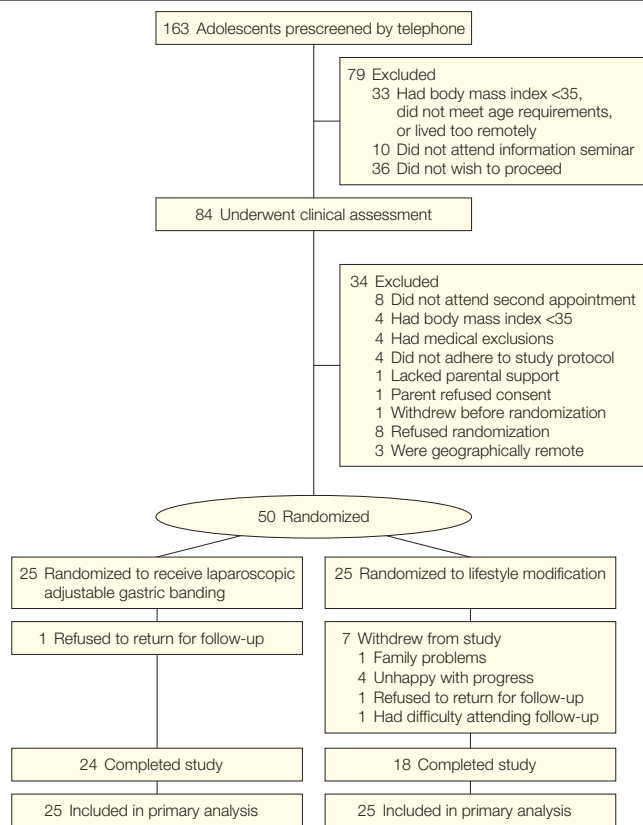 163 Adolescents prescreened by telephone
79 Excluded
33 Had body mass index <35,
did not meet age requirements,
or lived too remotely
10 Did not attend information seminar
36 Did not wish to proceed
84 Underwent clinical assessment
34 Excluded
8 Did not attend second appointment
4 Had body mass index <35
4 Had medical exclusions
4 Did not adhere to study protocol
1 Lacked parental support
1 Parent refused consent
1 Withdrew before randomization
8 Refused randomization
3 Were geographically remote
50 Randomized
25 Randomized to receive laparoscopic
adjustable gastric banding
1 Refused to return for follow-up
24 Completed study
25 Included in primary analysis
25 Randomized to lifestyle modification
7 Withdrew from study
1 Family problems
4 Unhappy with progress
1 Refused to return for follow-up
1 Had difficulty attending follow-up
18 Completed study
25 Included in primary analysis